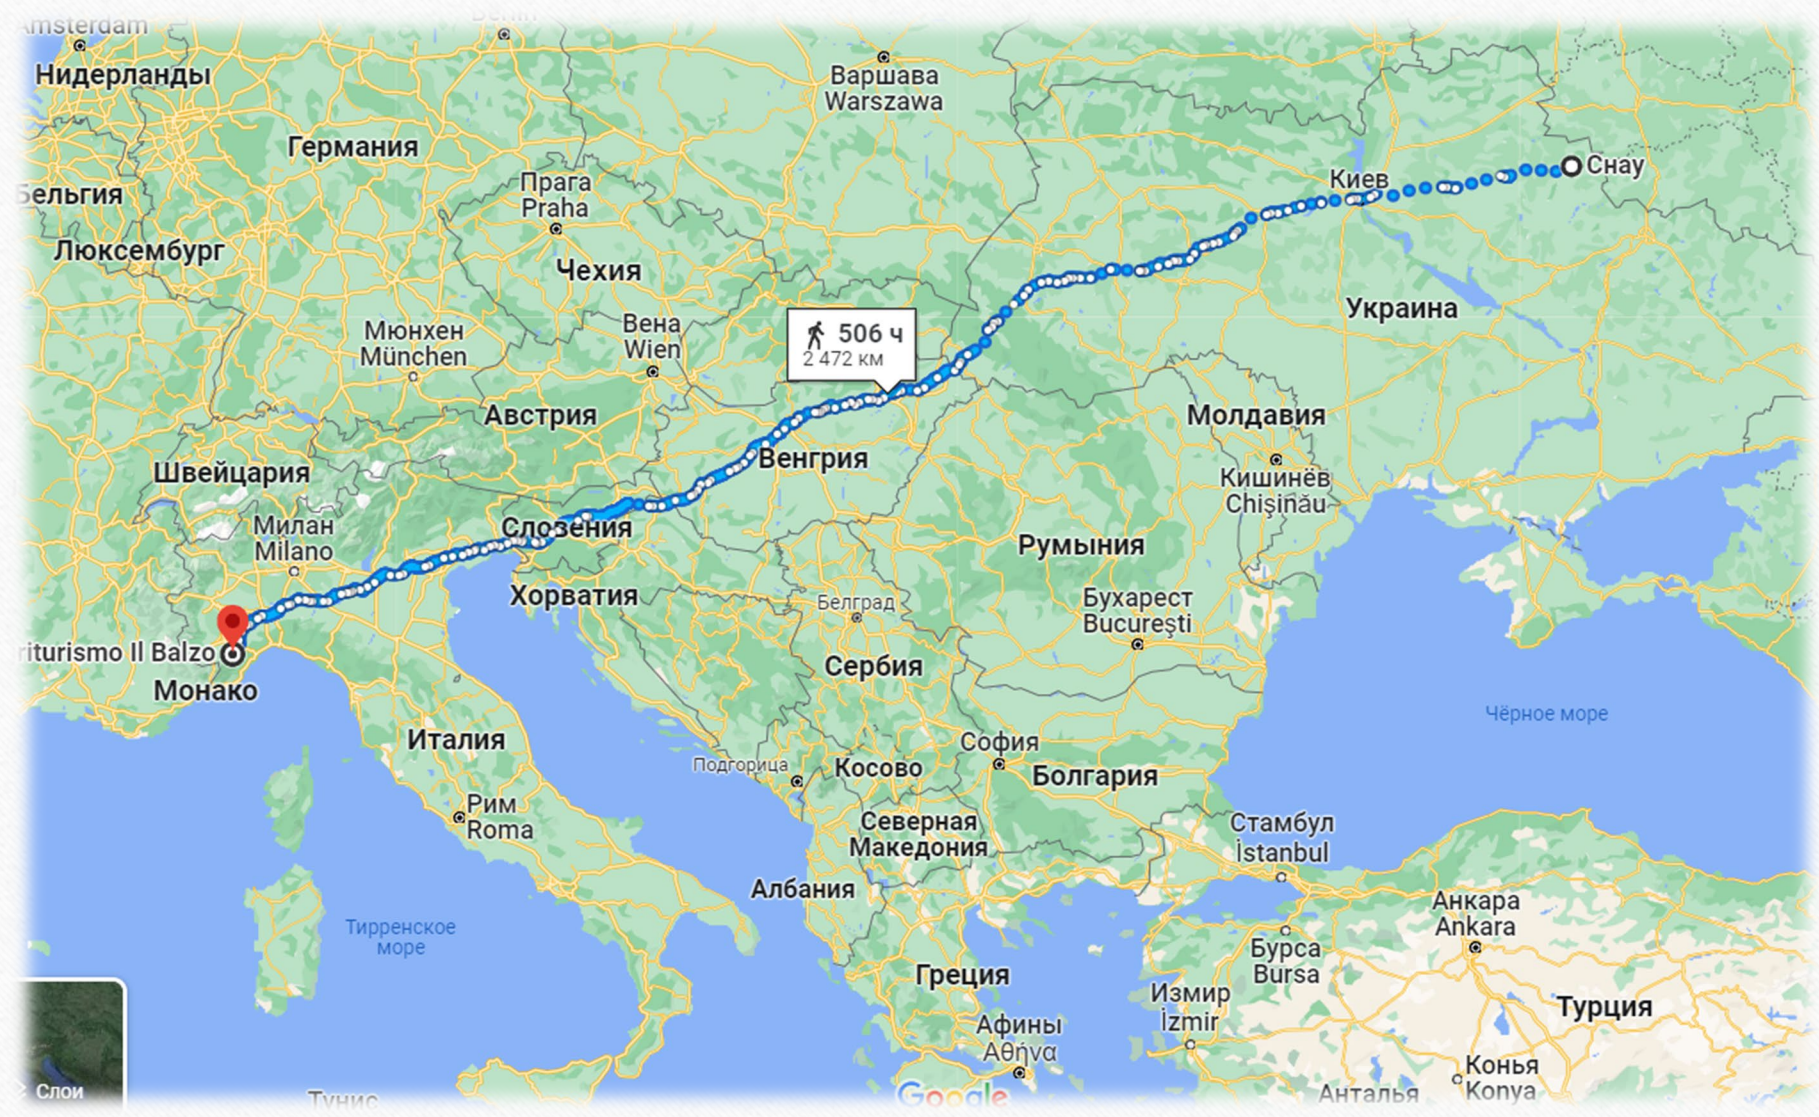 Amsterdam
Нидерланды
Berlin
Варшава
Warszawa
Германия
Прага
Praha
Бельгия
Люксембург
Чехия
Киев
Снау
Украина
Мюнхен
München
Вена
Wien
506 ч
2 472 км
Австрия
Молдавия
Швейцария
Венгрия
Кишинёв
Chișinău
Милан
Milano
Словения
Румыния
Хорватия
Белград
Бухарест
București
riturismo Il Balzo
Монако
Сербия
Италия
Чёрное море
Подгорица
Косово
София
Болгария
Рим
Roma
Северная
Македония
Стамбул
İstanbul
Албания
Тирренское
море
Анкара
Ankara
Бурса
Bursa
Греция
Измир
İzmir
Турция
Афины
Αθήνα
Конья
Konya
Анталья
Слои
Тунис
Google